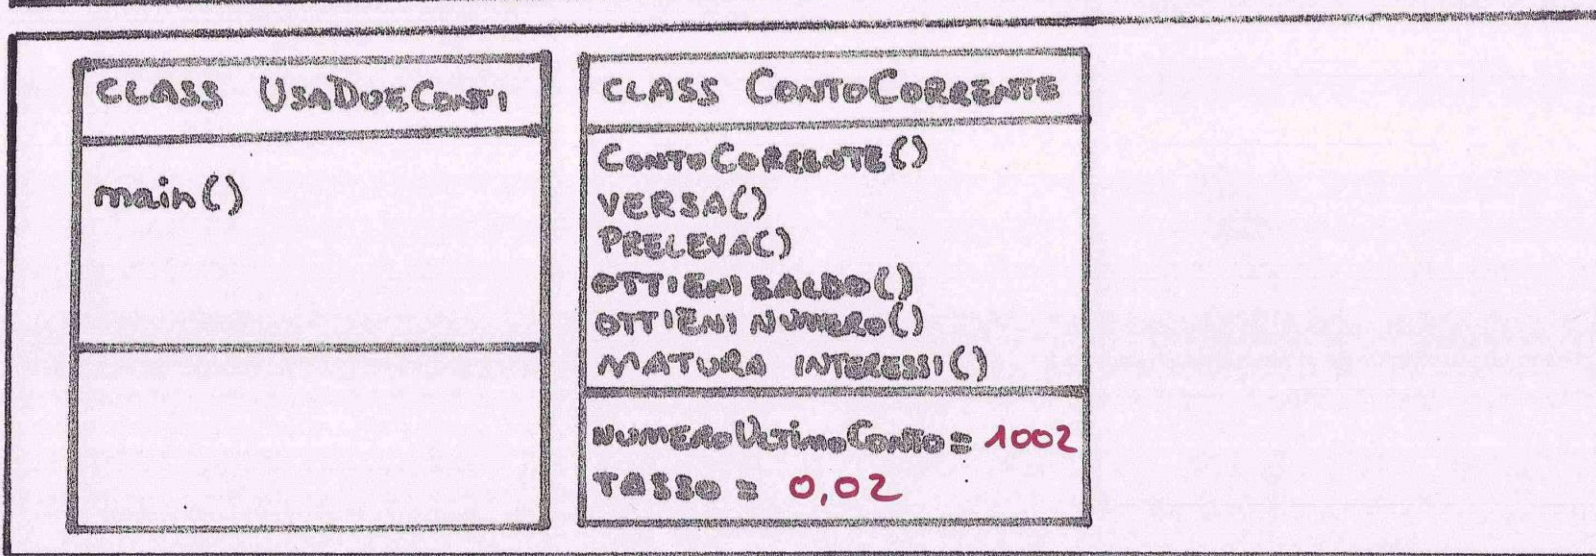 CLASS UsaDueConti
main()
CLASS ContoCorrente
ContoCorrente()
VERSA()
PRELEVA()
OTTIENI SALDO()
OTTIENI NUMERO()
MATURA INTERESSI()
NUMEROUltimoConto = 1002
TASSO = 0,02